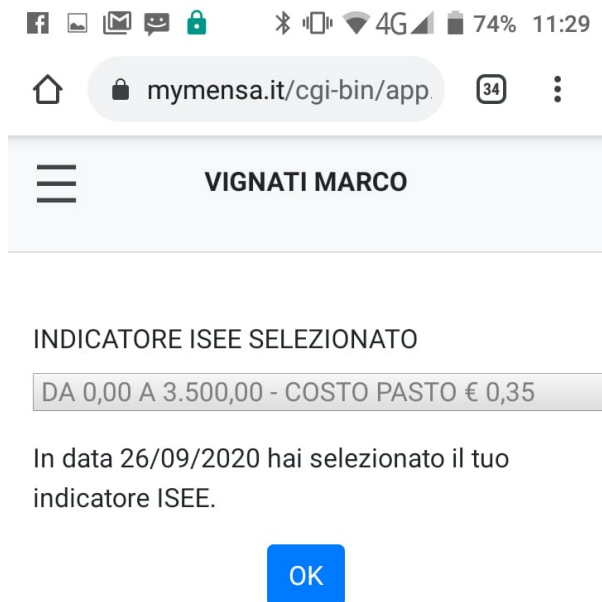 4G 74% 11:29
mymensa.it/cgi-bin/app. 34
VIGNATI MARCO
INDICATORE ISEE SELEZIONATO
DA 0,00 A 3.500,00 - COSTO PASTO € 0,35
In data 26/09/2020 hai selezionato il tuo
indicatore ISEE.
OK